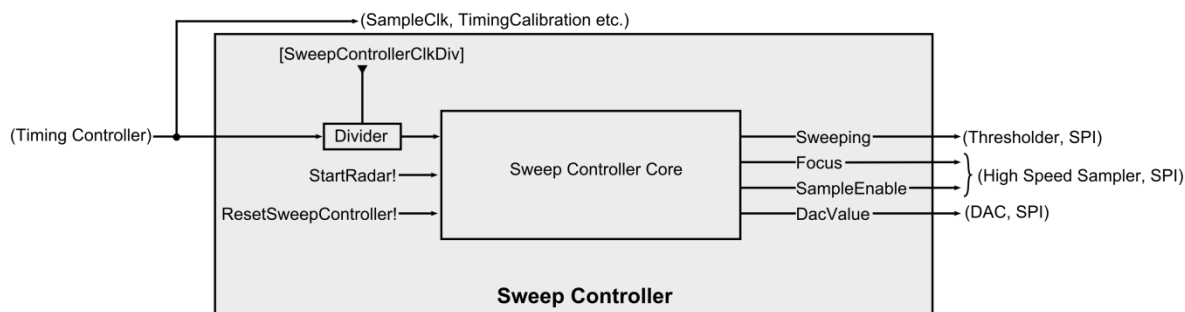 (SampleClk, TimingCalibration etc.)
[SweepControllerClkDiv]
(Timing Controller)
Divider
StartRadar!
ResetSweepController!
Sweep Controller Core
Sweeping
Focus
SampleEnable
DacValue
(Thresholder, SPI)
(High Speed Sampler, SPI)
(DAC, SPI)
Sweep Controller